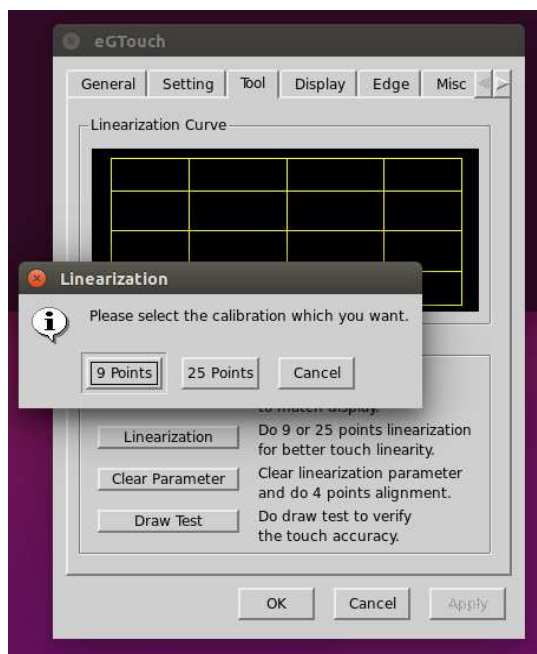 eGTouch
General Setting Tool Display Edge Misc
Linearization Curve
Linearization
Please select the calibration which you want.
9 Points 25 Points Cancel
to match display.
Linearization
Do 9 or 25 points linearization
for better touch linearity.
Clear Parameter
Clear linearization parameter
and do 4 points alignment.
Draw Test
Do draw test to verify
the touch accuracy.
OK Cancel Apply